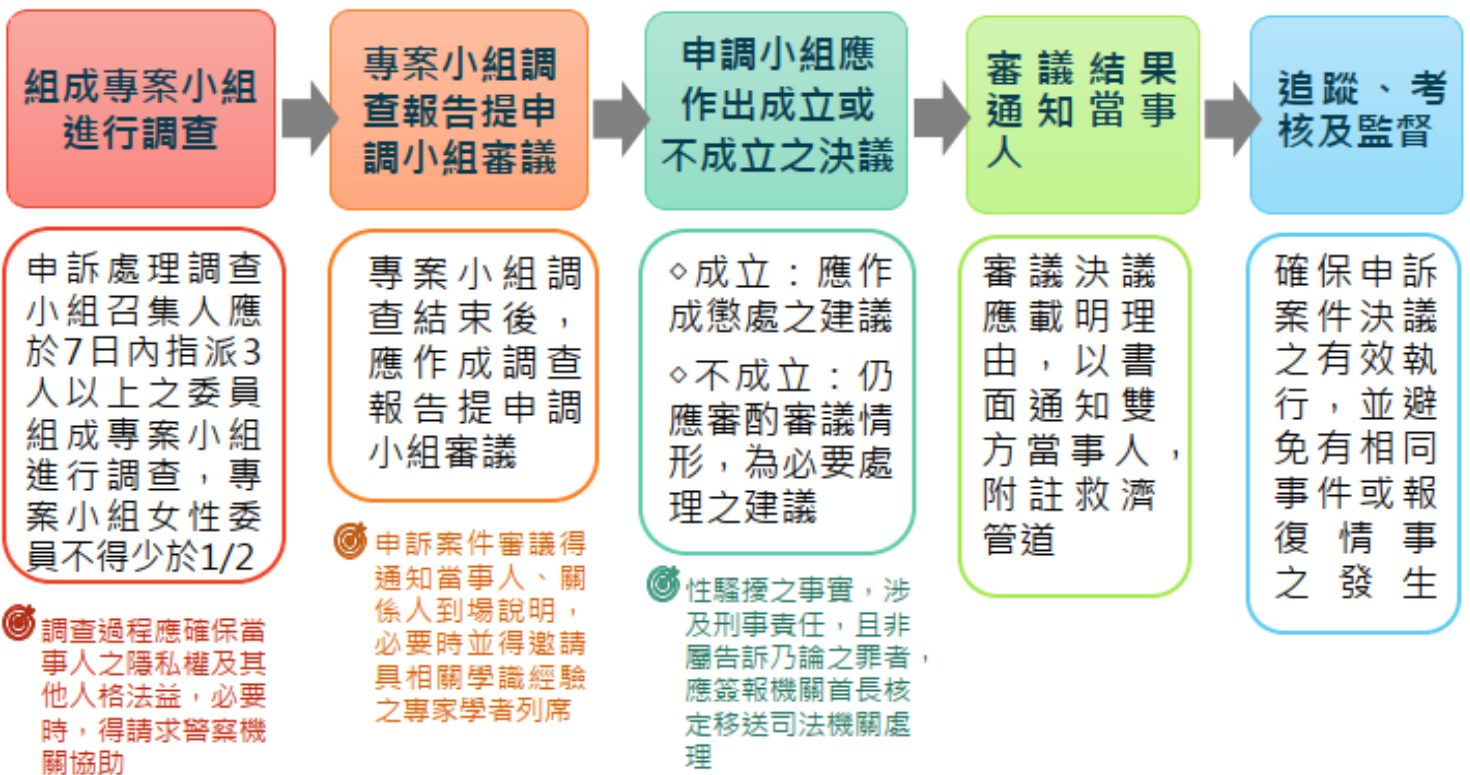 組成專案小組
進行調查
專案小組調
查報告提申
調小組審議
申調小組應
作出成立或
不成立之決議
審議結果
通知當事
人
追蹤、考
核及監督
申訴處理調查
小組召集人應
於7日內指派3
人以上之委員
組成專案小組
進行調查，專
案小組女性委
員不得少於1/2
調查過程應確保當
事人之隱私權及其
他人格法益，必要
時，得請求警察機
關協助
專案小組調
查結束後，
應作成調查
報告提申調
小組審議
申訴案件審議得
通知當事人、關
係人到場說明，
必要時並得邀請
具相關學識經驗
之專家學者列席
◇成立：應作
成懲處之建議
◇不成立：仍
應審酌審議情
形，為必要處
理之建議
性騷擾之事實，涉
及刑事責任，且非
屬告訴乃論之罪者，
應簽報機關首長核
定移送司法機關處
理
審議決議
應載明理
由，以書
面通知雙
方當事人，
附註救濟
管道
確保申訴
案件決議
之有效執
行，並避
免有相同
事件或報
復情事
之發生